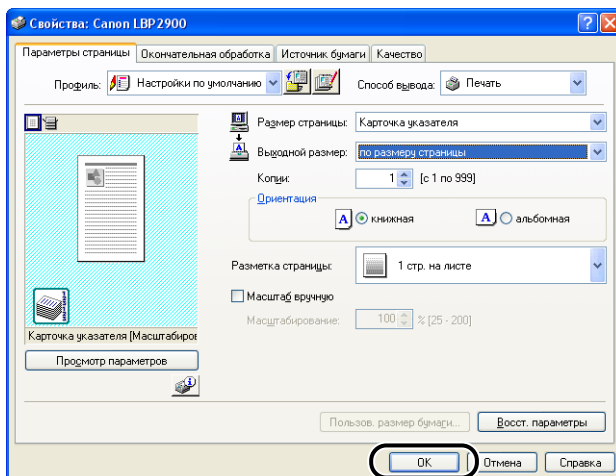 Свойства: Canon LBP2900
Параметры страницы Окончательная обработка Источник бумаги Качество
Профиль: Настройки по умолчанию Способ вывода: Печать
Размер страницы: Карточка указателя
Выходной размер: по размеру страницы
Копии: 1 [с 1 по 999]
Ориентация
A книжная A альбомная
Разметка страницы: 1 стр. на листе
Масштаб вручную
Масштабирование: 100 % [25 - 200]
Карточка указателя [Масштабиров
Просмотр параметров
Пользов. размер бумаги... Восст. параметры
OK Отмена Справка